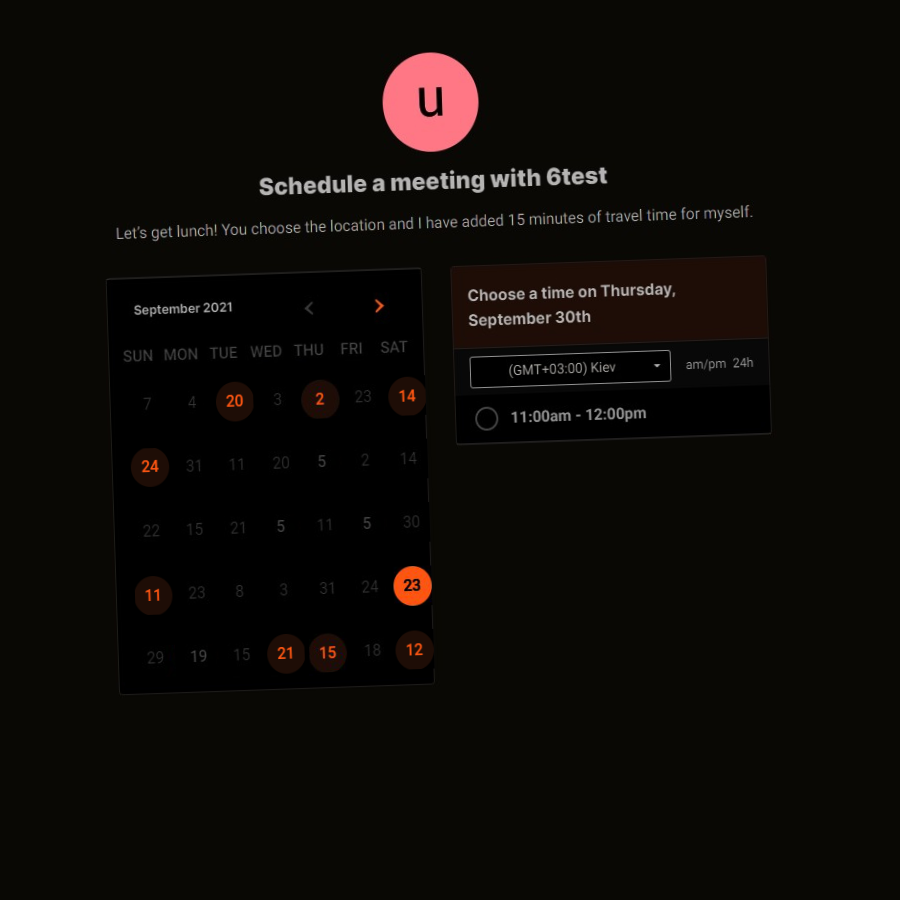 u
Schedule a meeting with 6test
Let's get lunch! You choose the location and I have added 15 minutes of travel time for myself.
September 2021
SUN MON TUE WED THU FRI SAT
7 4 20 3 2 23 14
24 31 11 20 5 2 14
22 15 21 5 11 5 30
11 23 8 3 31 24 23
29 19 15 21 15 18 12
Choose a time on Thursday,
September 30th
(GMT+03:00) Kiev am/pm 24h
11:00am - 12:00pm